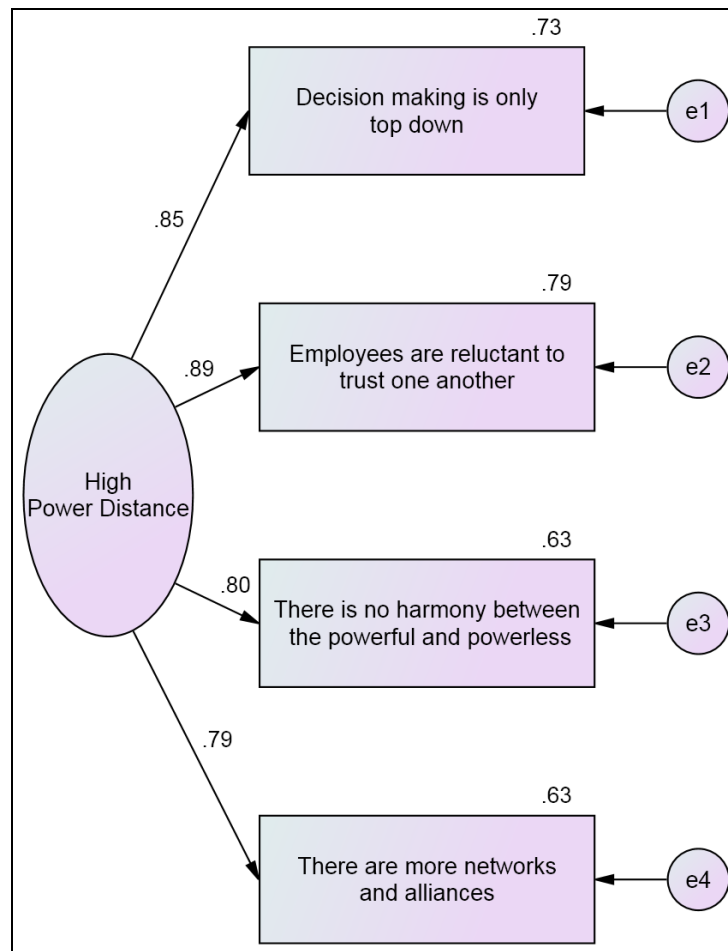 .73
Decision making is only
top down
e1
.85
.79
Employees are reluctant to
trust one another
e2
.89
High
Power Distance
.63
There is no harmony between
the powerful and powerless
e3
.80
.79
.63
There are more networks
and alliances
e4